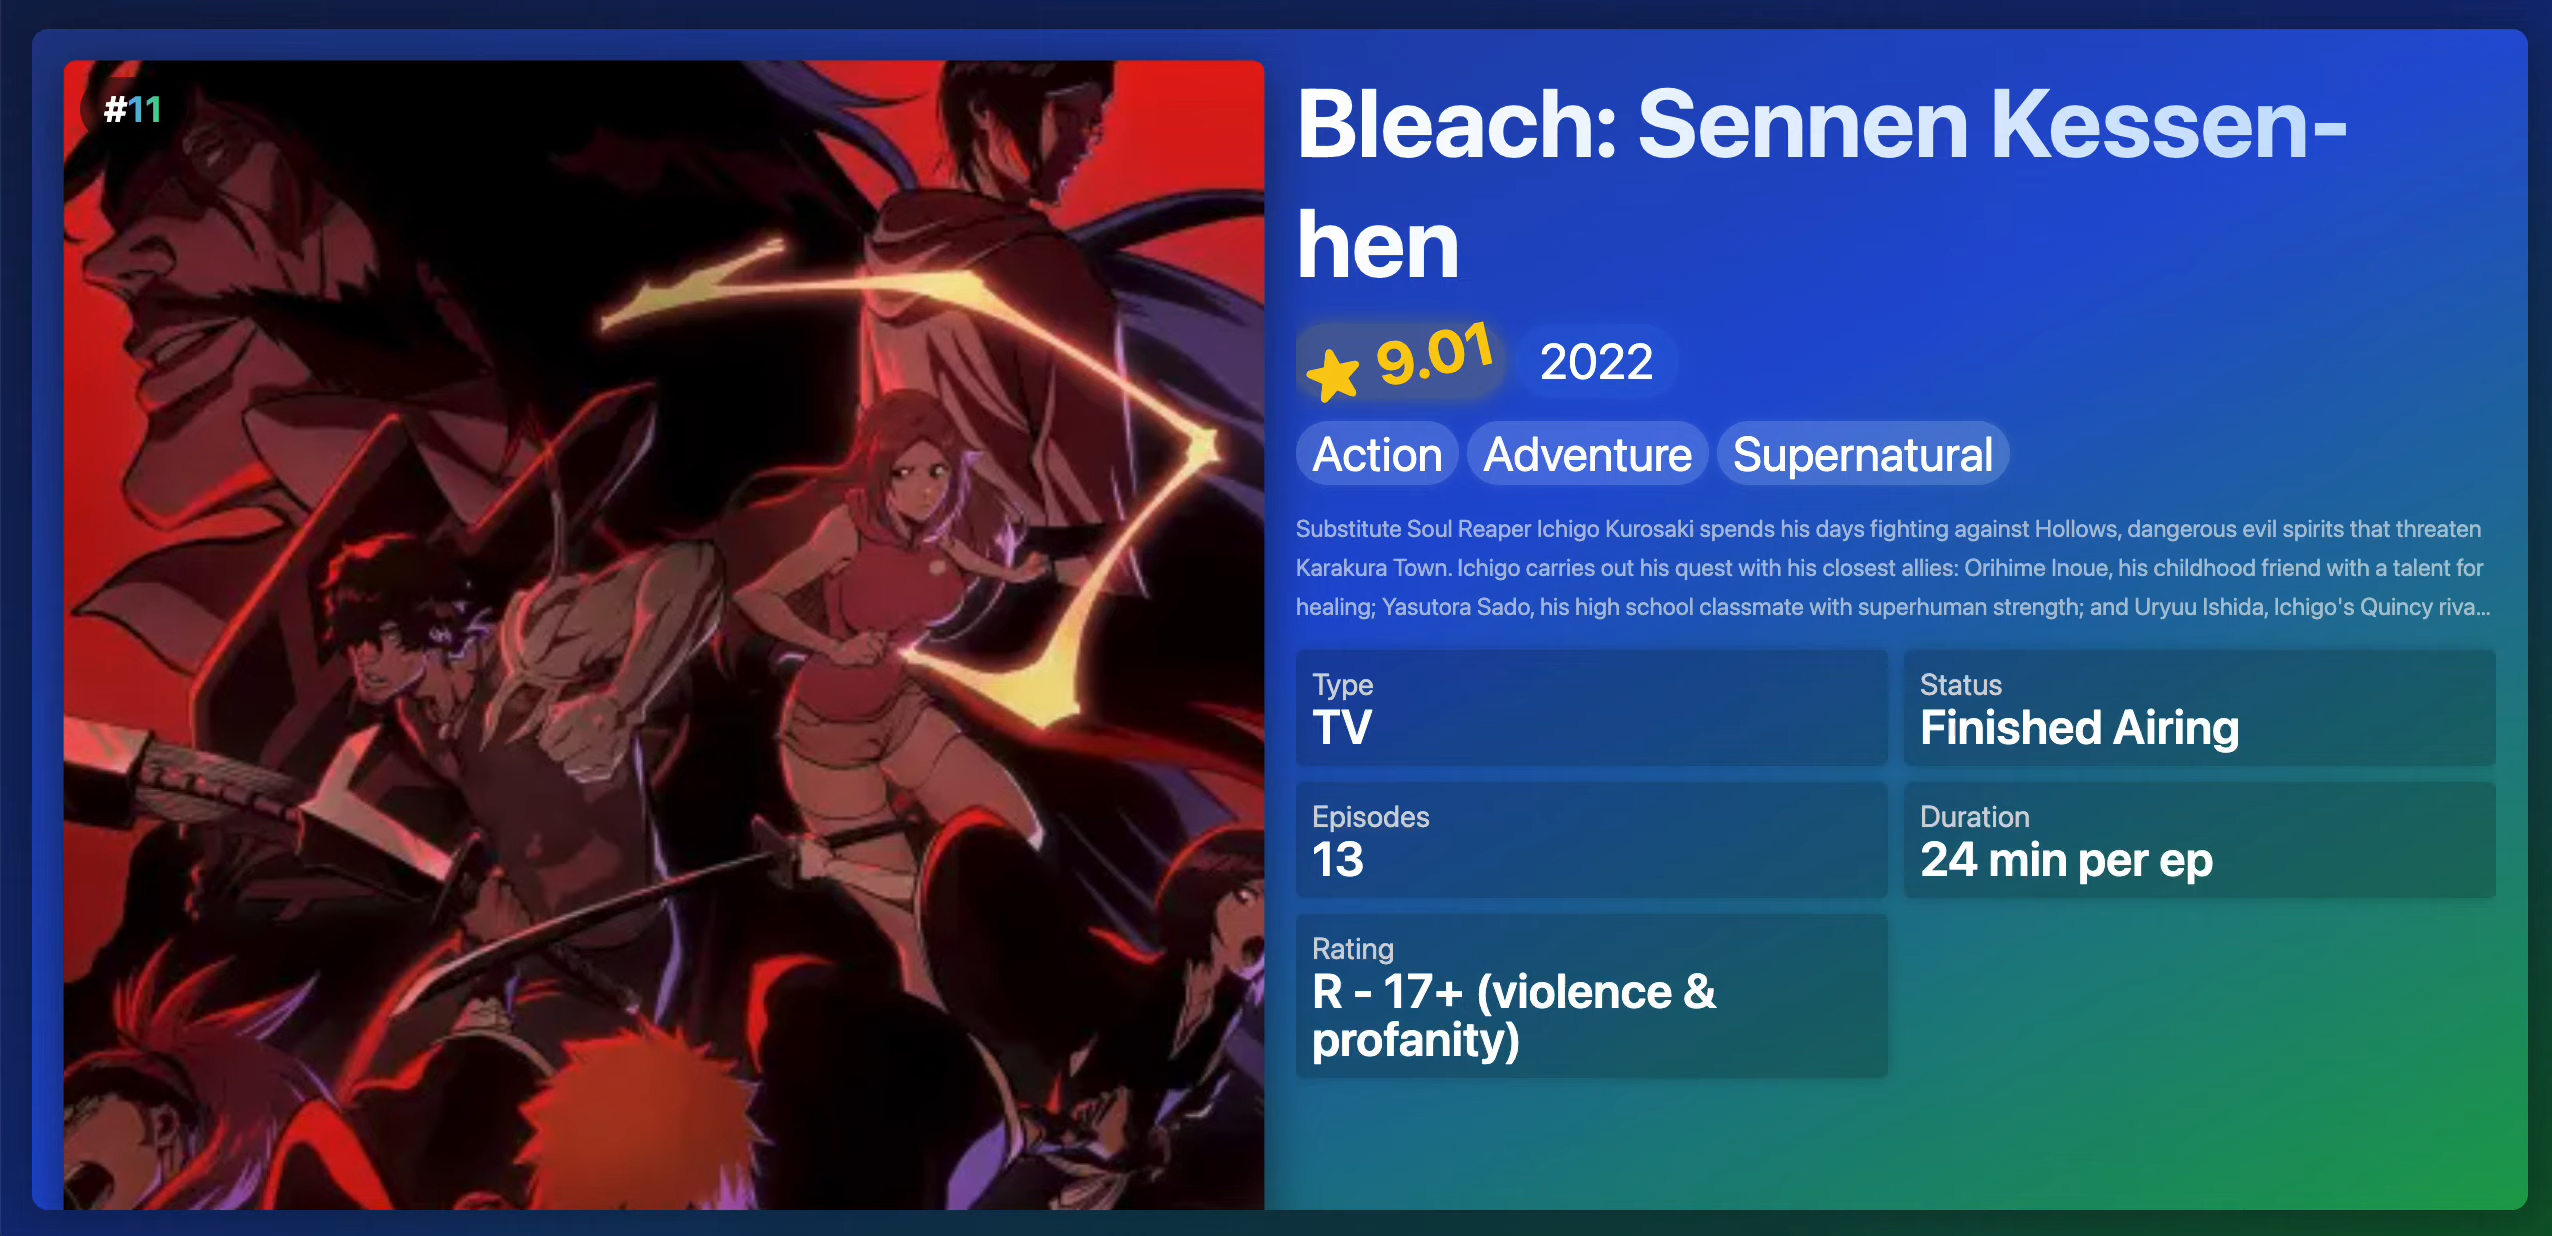 #11
Bleach: Sennen Kessen-
hen
9.01
2022
Action Adventure Supernatural
Substitute Soul Reaper Ichigo Kurosaki spends his days fighting against Hollows, dangerous evil spirits that threaten
Karakura Town. Ichigo carries out his quest with his closest allies: Orihime Inoue, his childhood friend with a talent for
healing; Yasutora Sado, his high school classmate with superhuman strength; and Uryuu Ishida, Ichigo's Quincy riva...
Type
TV
Status
Finished Airing
Episodes
13
Duration
24 min per ep
Rating
R - 17+ (violence &
profanity)